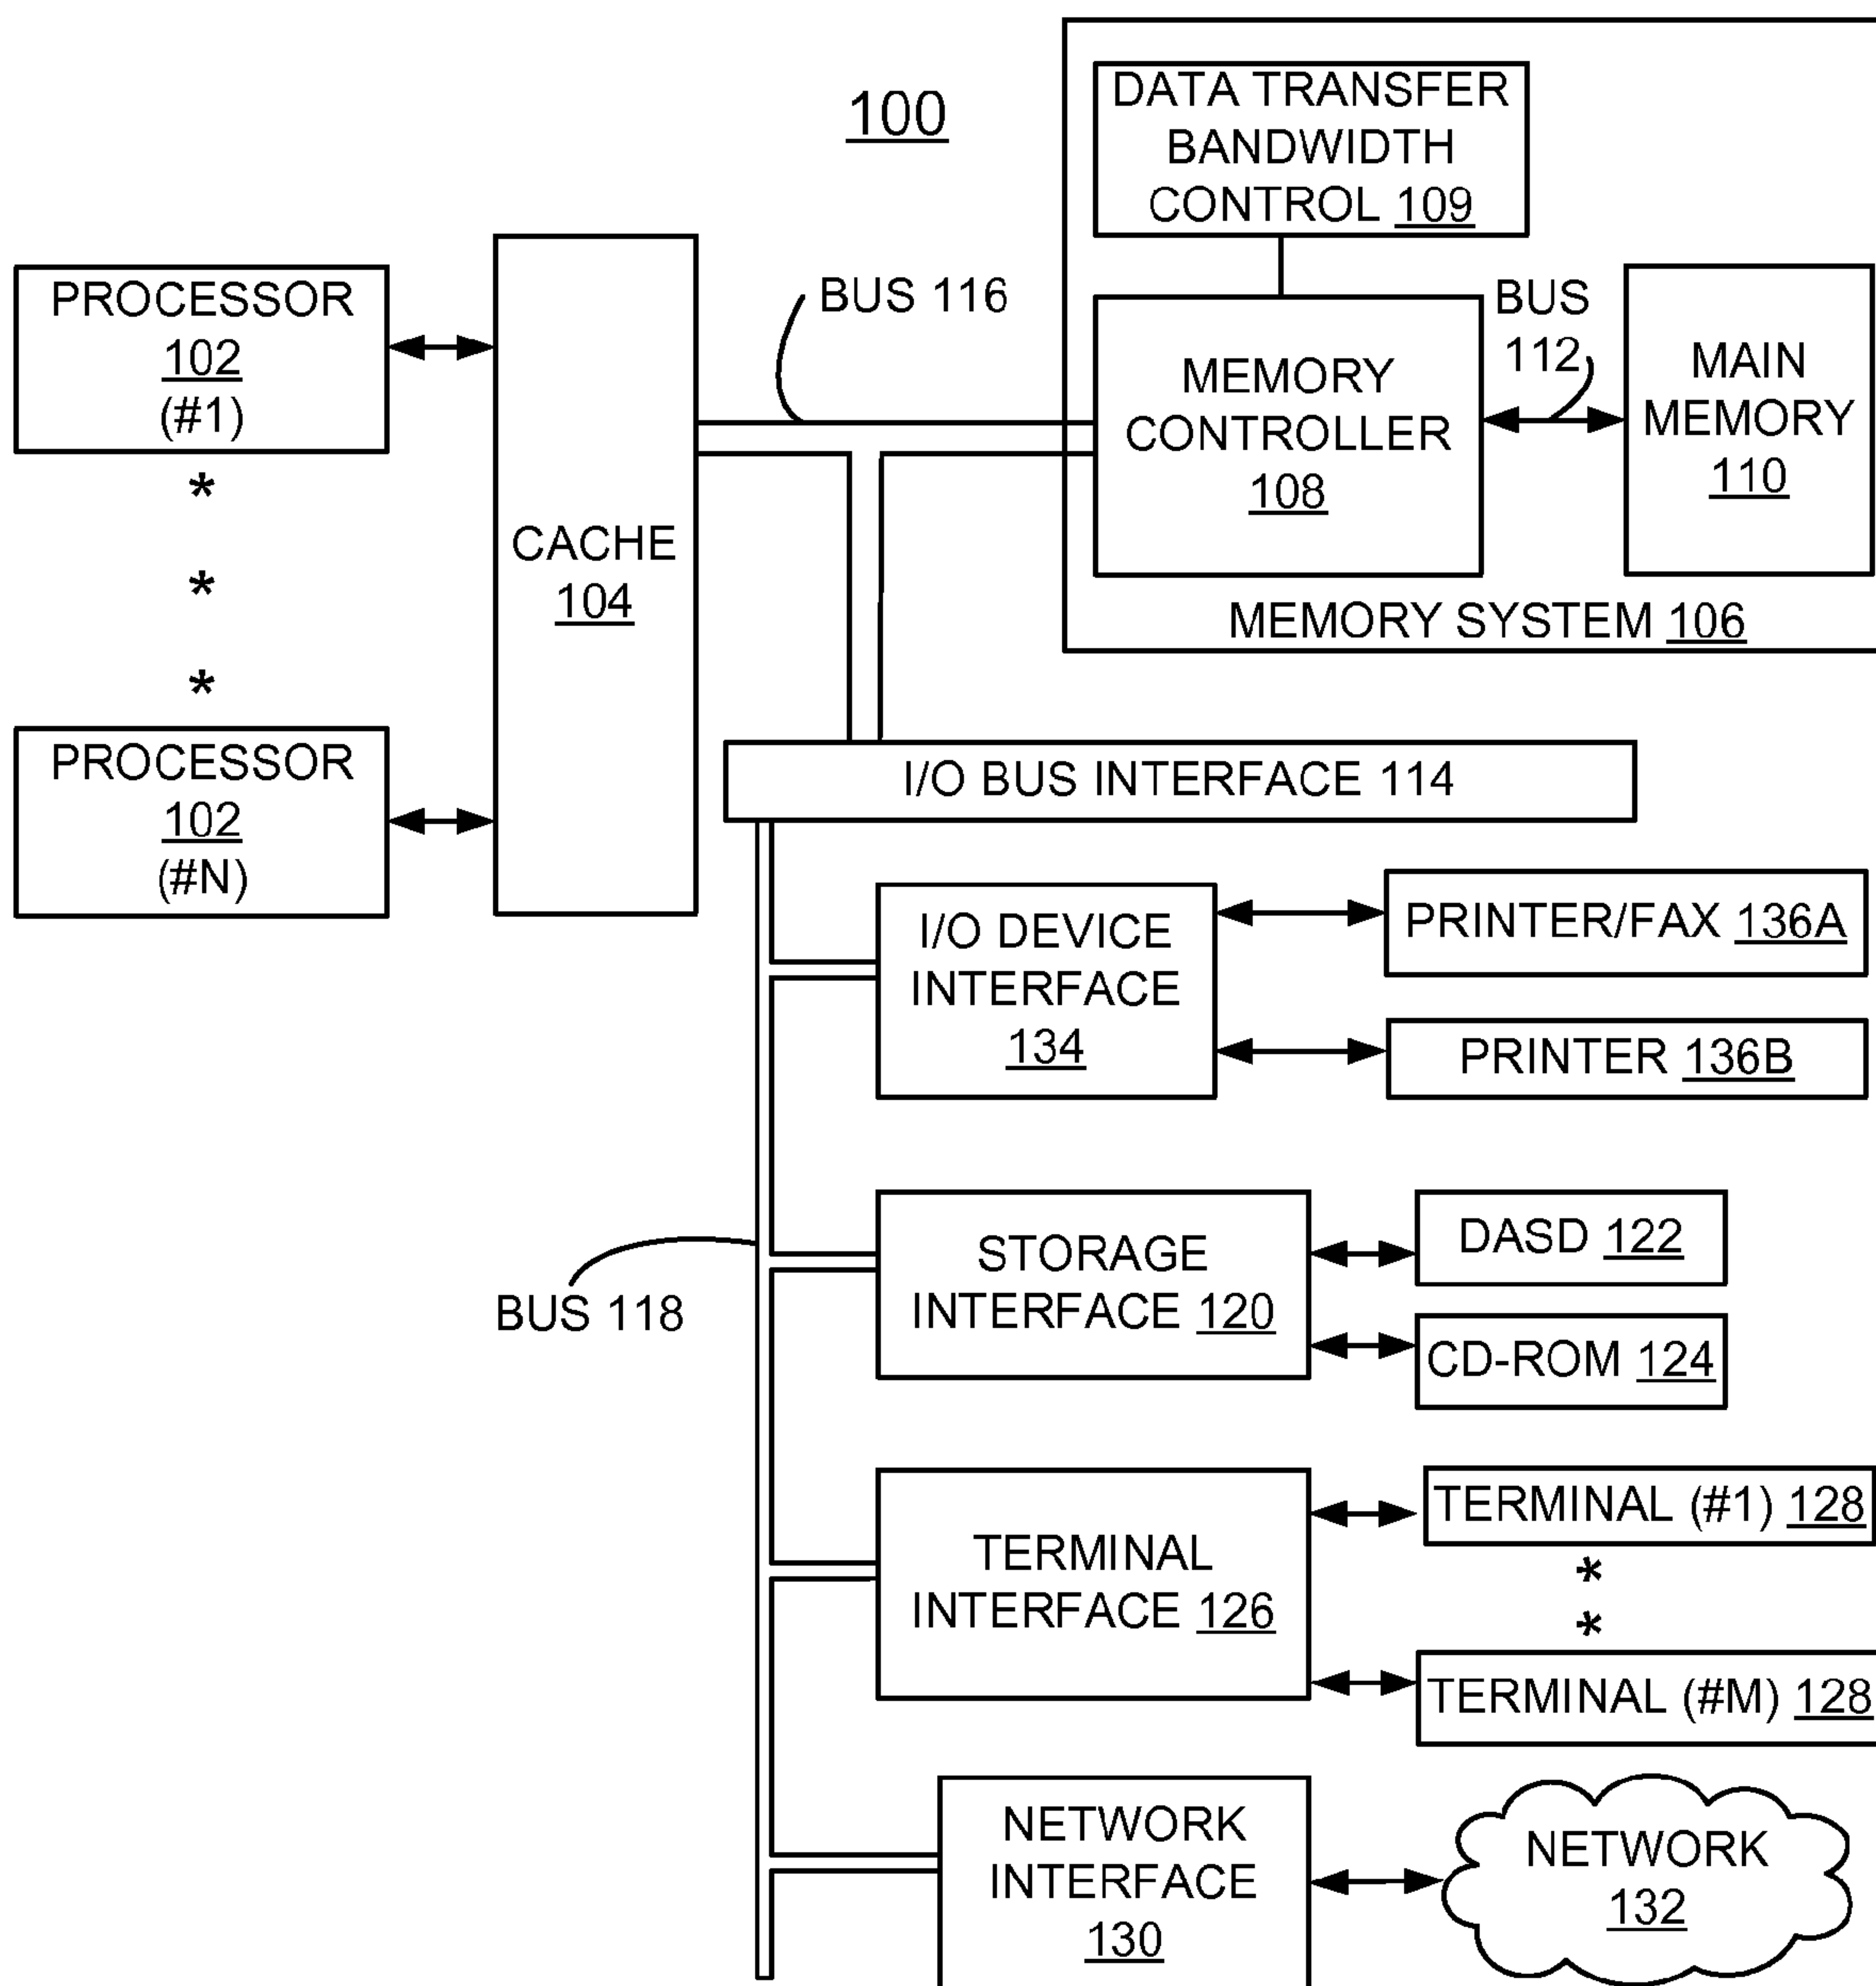 100
DATA TRANSFER
BANDWIDTH
CONTROL 109
PROCESSOR
102
(#1)
*
*
*
PROCESSOR
102
(#N)
CACHE
104
BUS 116
MEMORY
CONTROLLER
108
BUS
112
MAIN
MEMORY
110
MEMORY SYSTEM 106
I/O BUS INTERFACE 114
I/O DEVICE
INTERFACE
134
PRINTER/FAX 136A
PRINTER 136B
BUS 118
STORAGE
INTERFACE 120
DASD 122
CD-ROM 124
TERMINAL
INTERFACE 126
TERMINAL (#1) 128
*
*
TERMINAL (#M) 128
NETWORK
INTERFACE
130
NETWORK
132